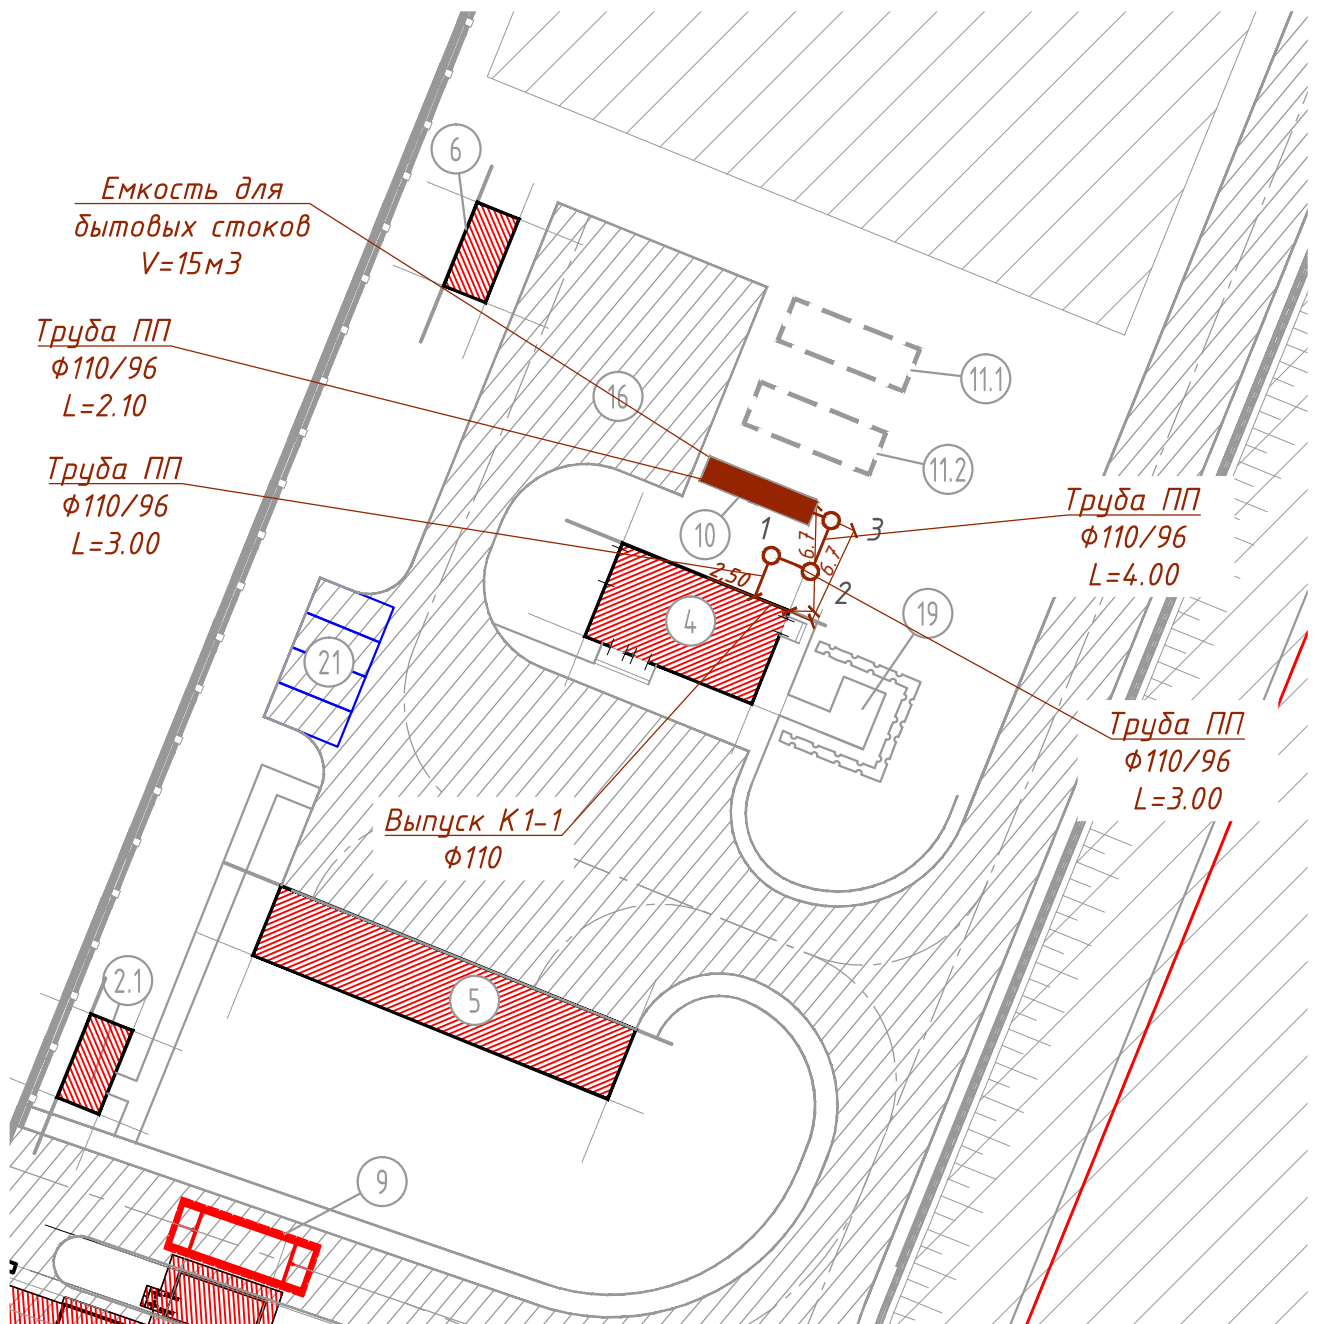 6
Емкость для
бытовых стоков
V=15м3
Труба ПП
Ф110/96
L=2.10
16
11.1
11.2
Труба ПП
Ф110/96
L=3.00
Труба ПП
Ф110/96
L=4.00
10
1
3
6.7
6.7
2,50
2
4
19
21
Труба ПП
Ф110/96
L=3.00
Выпуск К1-1
Ф110
2.1
5
9